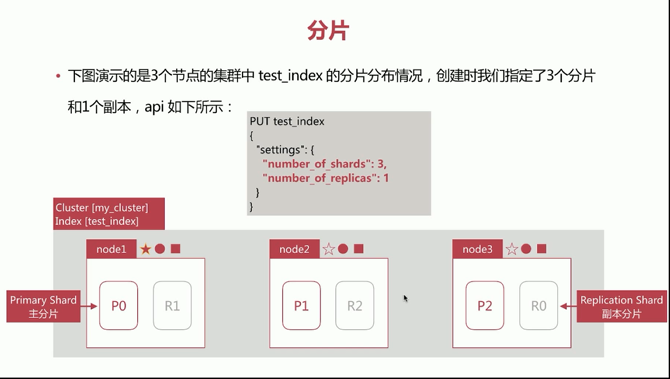 分片
• 下图演示的是3个节点的集群中 test_index 的分片分布情况，创建时我们指定了3个分片
和1个副本，api 如下所示：
PUT test_index
{
"settings": {
"number_of_shards": 3,
"number_of_replicas": 1
}
}
Cluster [my_cluster]
Index [test_index]
node1
node2
node3
Primary Shard
主分片
P0
R1
P1
R2
P2
R0
Replication Shard
副本分片